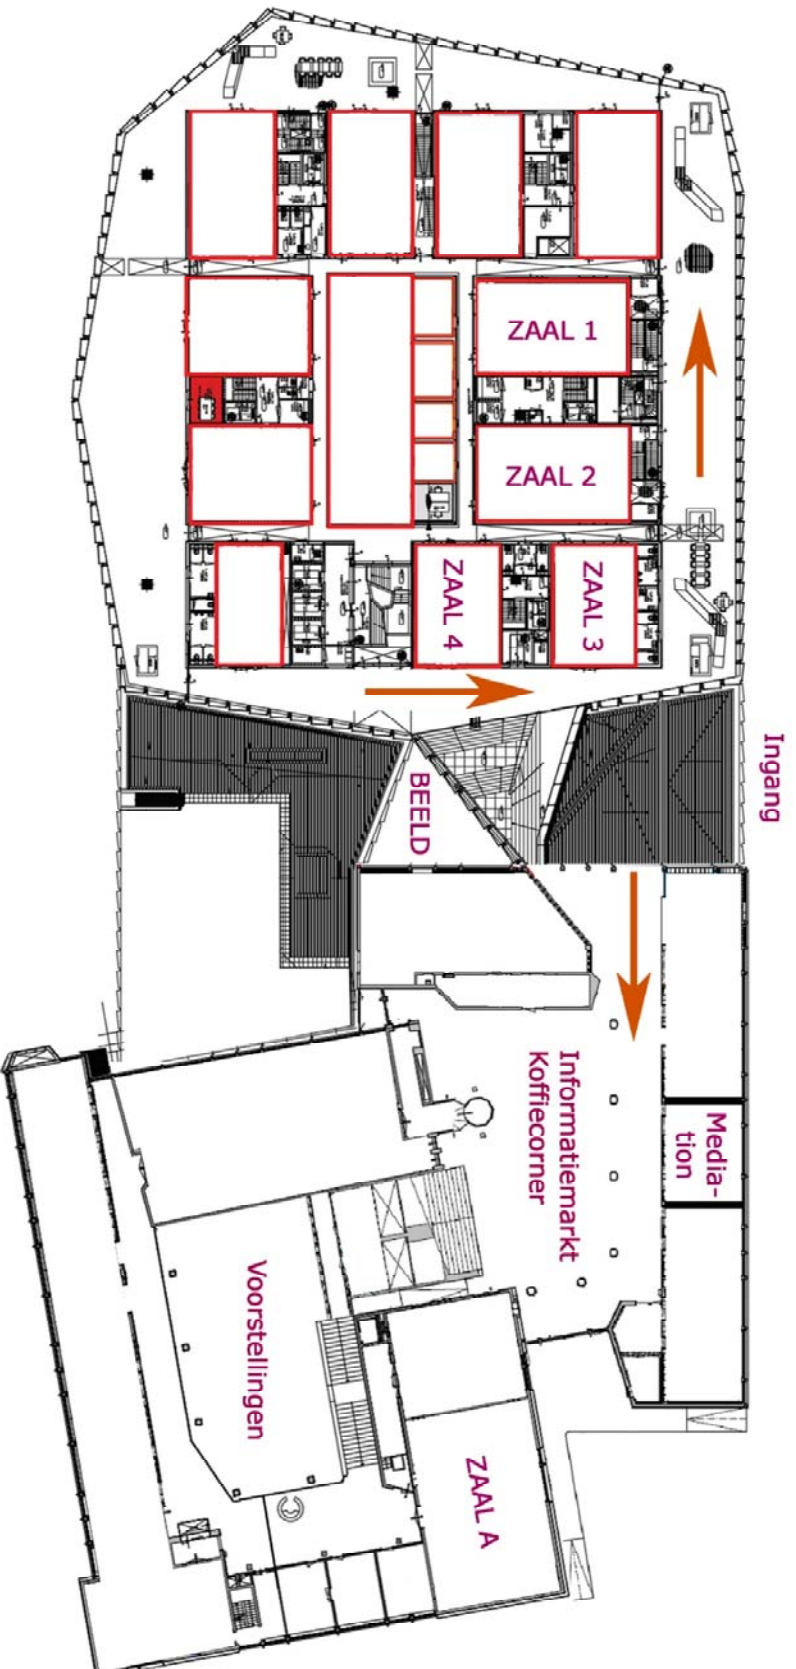 ZAAL 1
ZAAL 2
ZAAL 4
ZAAL 3
Ingang
BEELD
Informatiemarkt
Koffiecorner
Media-
tion
Voorstellingen
ZAAL A